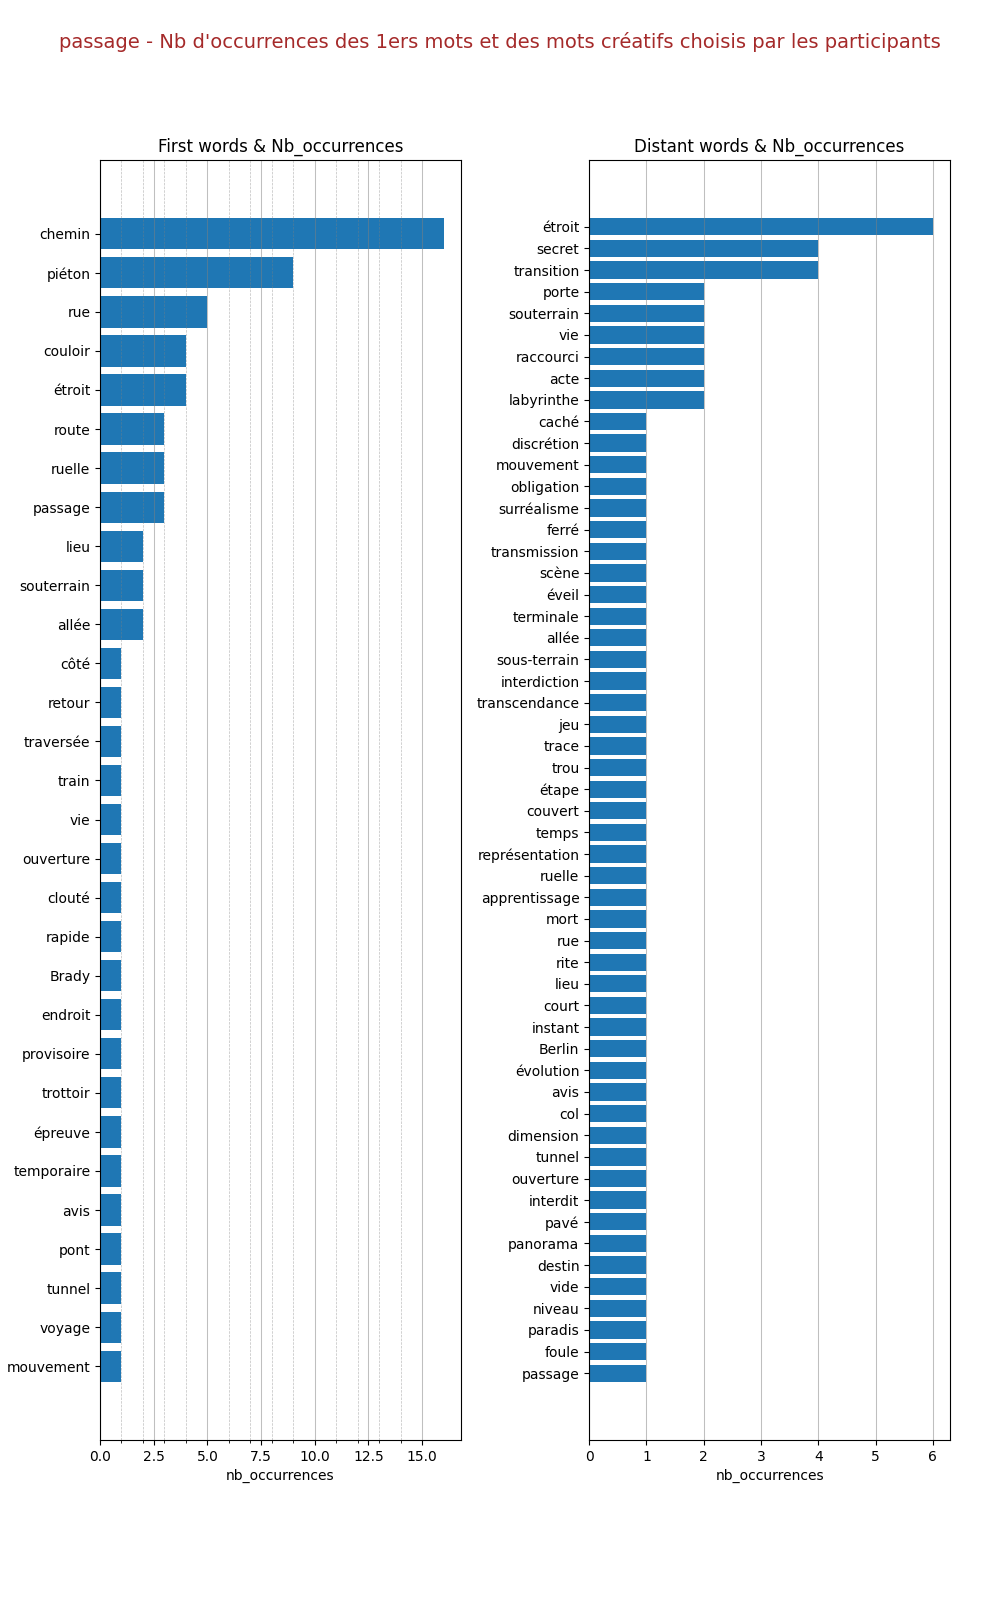 passage - Nb d'occurrences des 1ers mots et des mots créatifs choisis par les participants
First words & Nb_occurrences
chemin
piéton
rue
couloir
étroit
route
ruelle
passage
lieu
souterrain
allée
côté
retour
traversée
train
vie
ouverture
clouté
rapide
Brady
endroit
provisoire
trottoir
épreuve
temporaire
avis
pont
tunnel
voyage
mouvement
0.0 2.5 5.0 7.5 10.0 12.5 15.0
nb_occurrences
Distant words & Nb_occurrences
étroit
secret
transition
porte
souterrain
vie
raccourci
acte
labyrinthe
caché
discrétion
mouvement
obligation
surréalisme
ferré
transmission
scène
éveil
terminale
allée
sous-terrain
interdiction
transcendance
jeu
trace
trou
étape
couvert
temps
représentation
ruelle
apprentissage
mort
rue
rite
lieu
court
instant
Berlin
évolution
avis
col
dimension
tunnel
ouverture
interdit
pavé
panorama
destin
vide
niveau
paradis
foule
passage
0 1 2 3 4 5 6
nb_occurrences